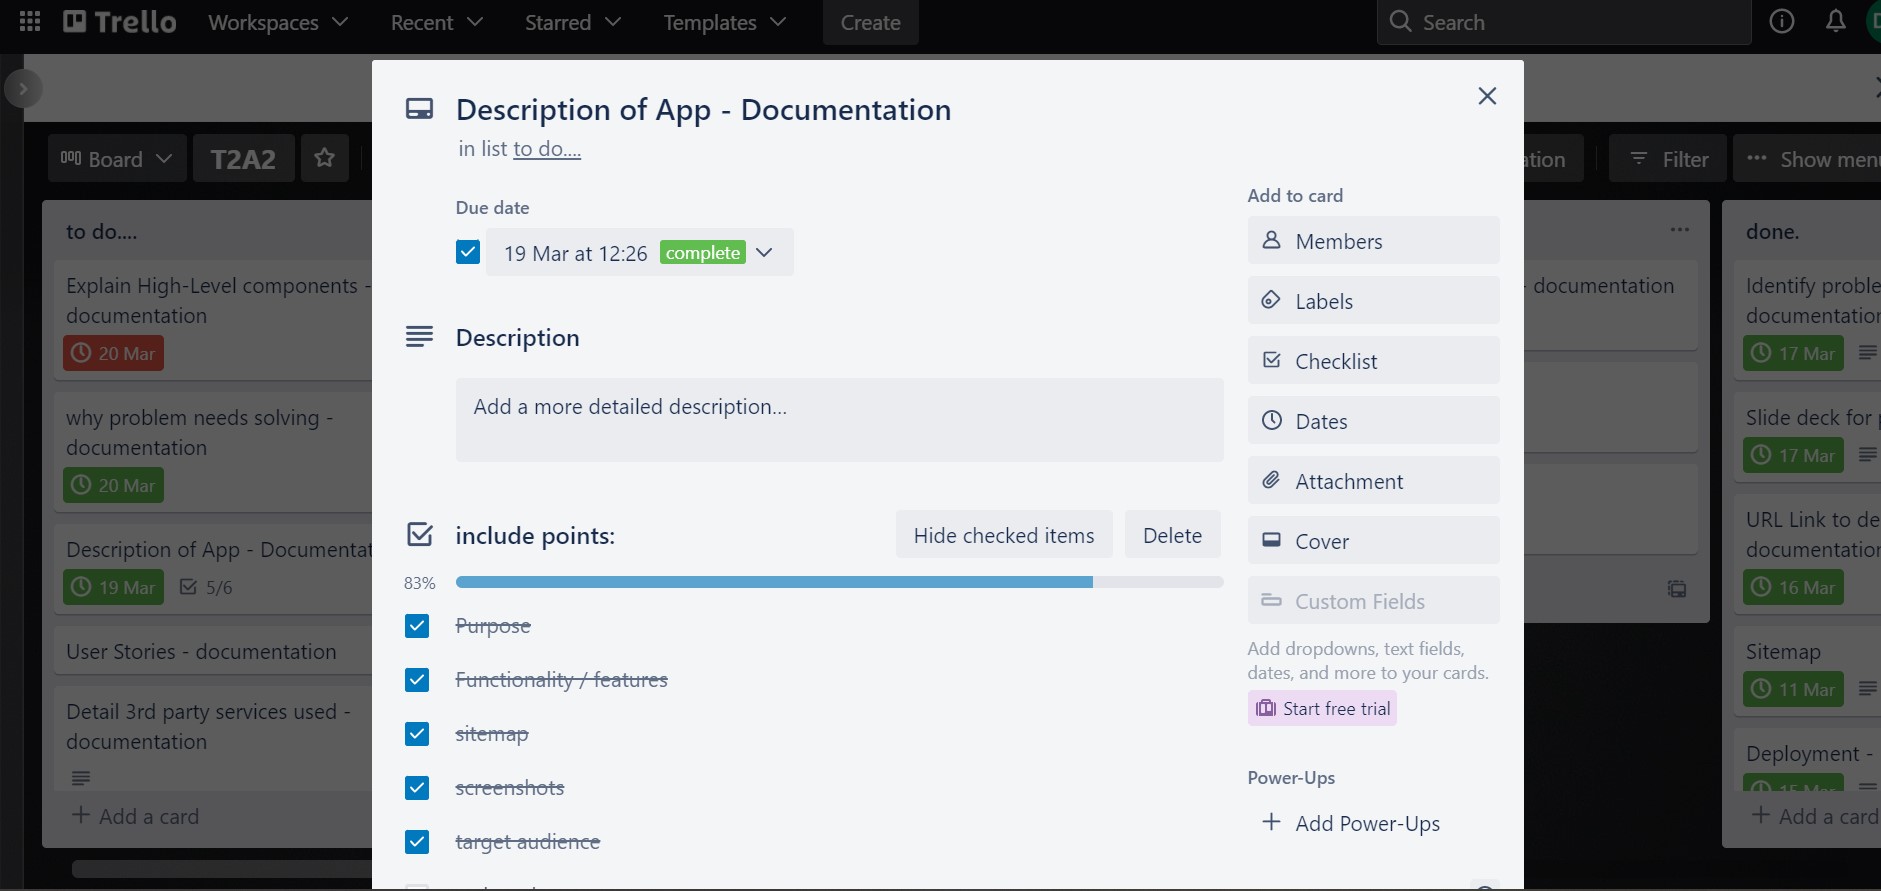 Trello
Workspaces
Recent
Starred
Templates
Create
Search
Board
T2A2
Filter
Show menu
to do....
Explain High-Level components -
documentation
20 Mar
why problem needs solving -
documentation
20 Mar
Description of App - Documentat
19 Mar
5/6
User Stories - documentation
Detail 3rd party services used -
documentation
+ Add a card
Description of App - Documentation
in list to do....
Due date
19 Mar at 12:26 complete
Description
Add a more detailed description...
include points:
Hide checked items
Delete
83%
Purpose
Functionality / features
sitemap
screenshots
target audience
Add to card
Members
Labels
Checklist
Dates
Attachment
Cover
Custom Fields
Add dropdowns, text fields,
dates, and more to your cards.
Start free trial
Power-Ups
+ Add Power-Ups
- documentation
done.
Identify proble
documentation
17 Mar
Slide deck for
17 Mar
URL Link to de
documentation
16 Mar
Sitemap
11 Mar
Deployment -
15 Mar
+ Add a card